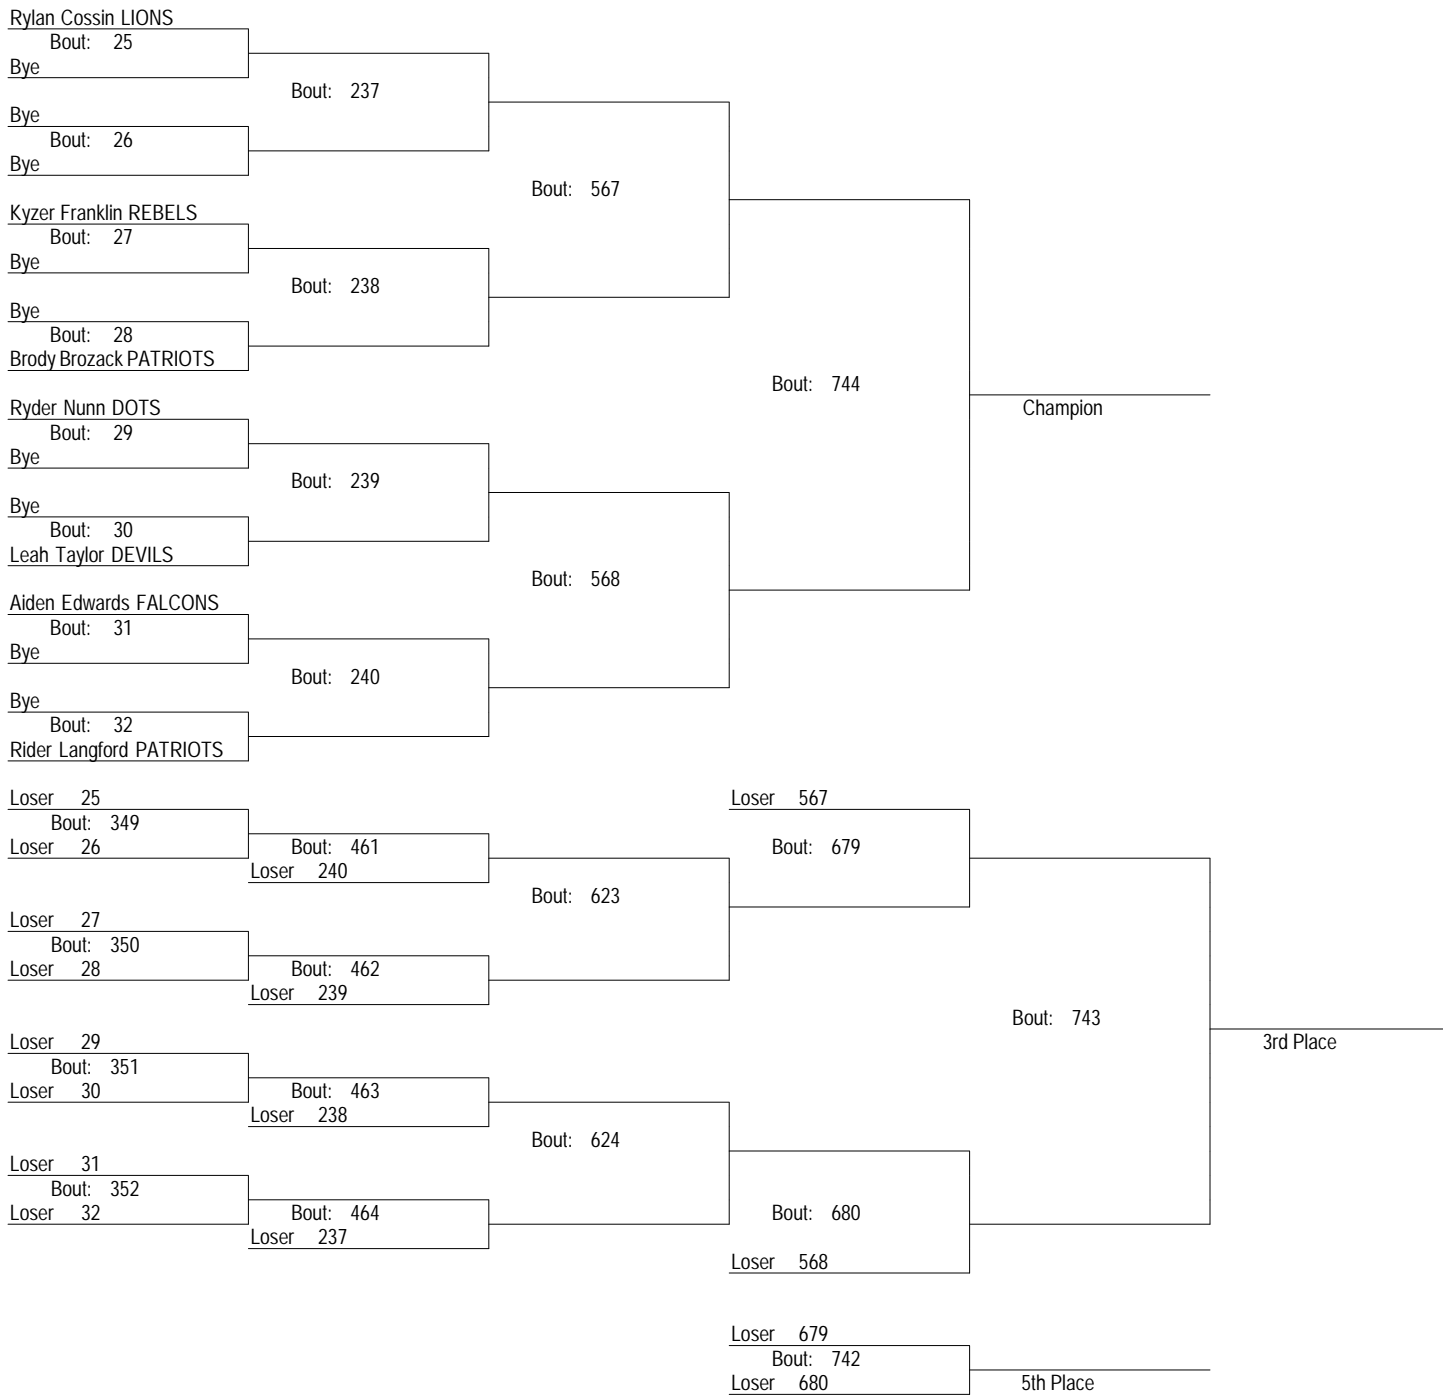 Rylan Cossin LIONS
Bout: 25
Bye
Bout: 237
Bye
Bout: 26
Bye
Bout: 567
Kyzer Franklin REBELS
Bout: 27
Bye
Bout: 238
Bye
Bout: 28
Brody Brozack PATRIOTS
Bout: 744
Champion
Ryder Nunn DOTS
Bout: 29
Bye
Bout: 239
Bye
Bout: 30
Leah Taylor DEVILS
Bout: 568
Aiden Edwards FALCONS
Bout: 31
Bye
Bout: 240
Bye
Bout: 32
Rider Langford PATRIOTS
Loser 25
Bout: 349
Loser 26
Bout: 461
Loser 240
Bout: 623
Loser 567
Bout: 679
Loser 27
Bout: 350
Loser 28
Bout: 462
Loser 239
Bout: 743
3rd Place
Loser 29
Bout: 351
Loser 30
Bout: 463
Loser 238
Bout: 624
Loser 31
Bout: 352
Loser 32
Bout: 464
Loser 237
Bout: 680
Loser 568
Loser 679
Bout: 742
Loser 680
5th Place